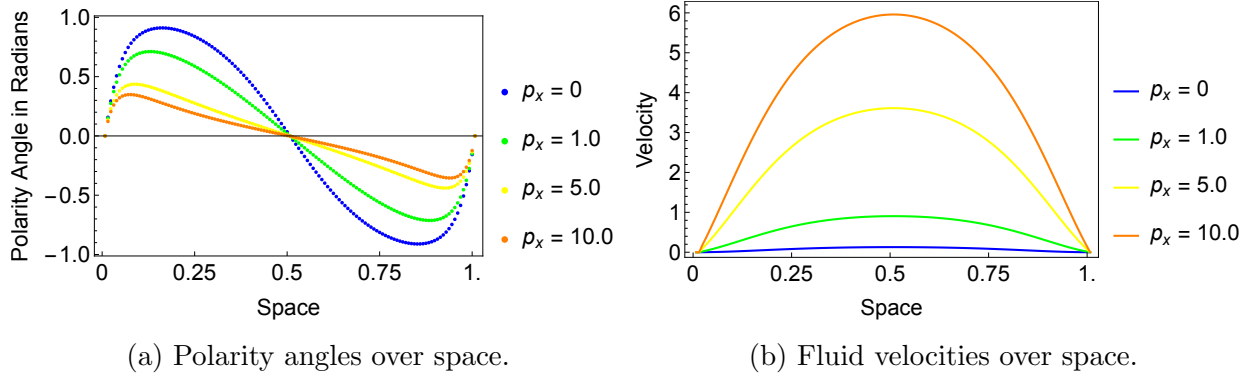 Polarity Angle in Radians
1.0
0.5
0.0
−0.5
−1.0
0
0.25
0.5
0.75
1.
Space
p_x = 0
p_x = 1.0
p_x = 5.0
p_x = 10.0
(a) Polarity angles over space.
Velocity
6
5
4
3
2
1
0
0
0.25
0.5
0.75
1.
Space
p_x = 0
p_x = 1.0
p_x = 5.0
p_x = 10.0
(b) Fluid velocities over space.